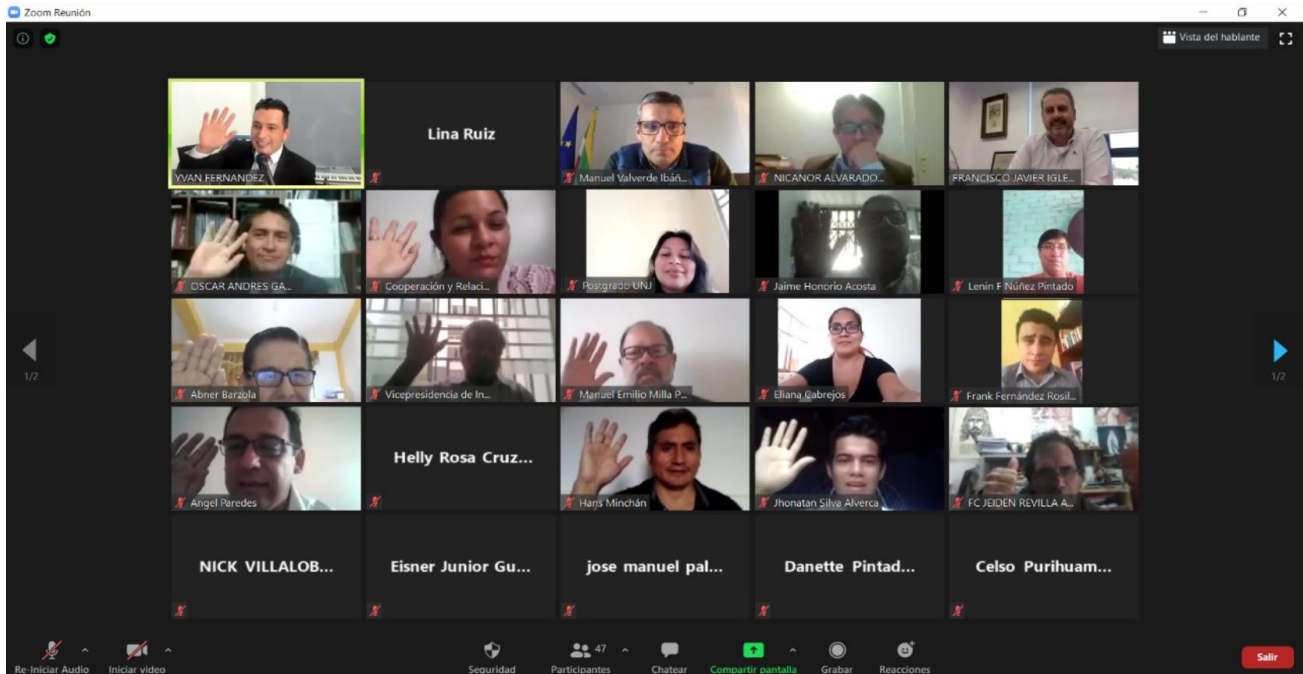 Zoom Reunión
Vista del hablante
YVAN FERNANDEZ
Lina Ruiz
Manuel Valverde Ibáñ...
NICANOR ALVARADO...
FRANCISCO JAVIER IGLE...
OSCAR ANDRES GA...
Cooperación y Relaci...
Postgrado UNJ
Jaime Honorio Acosta
Lenin F Núñez Pintado
Abner Barzola
Vicepresidencia de In...
Manuel Emilio Milla P...
Eliana Cabrejos
Frank Fernández Rosil...
Angel Paredes
Helly Rosa Cruz...
Hans Minchán
Jhonatan Silva Alverca
FC JEIDEN REVILLA A...
NICK VILLALOB...
Eisner Junior Gu...
jose manuel pal...
Danette Pintad...
Celso Purihuam...
1/2
1/2
Re-Iniciar Audio
Iniciar video
Seguridad
47
Participantes
Chatear
Compartir pantalla
Grabar
Reacciones
Salir